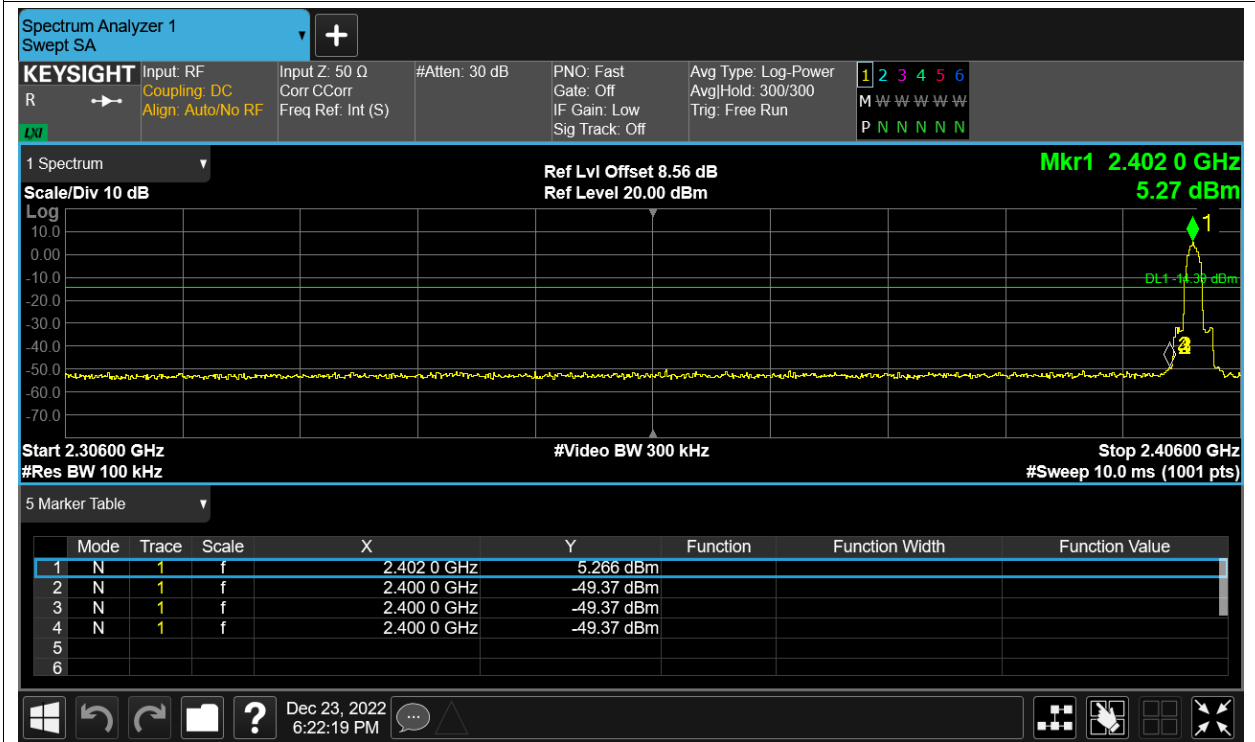 Spectrum Analyzer 1
Swept SA
KEYSIGHT Input: RF Input Z: 50 Ω #Atten: 30 dB PNO: Fast Avg Type: Log-Power 1 2 3 4 5 6
R Coupling: DC Corr CCorr Gate: Off Avg|Hold: 300/300 M W W W W W
Align: Auto/No RF Freq Ref: Int (S) IF Gain: Low Trig: Free Run
LXI Sig Track: Off P N N N N N
1 Spectrum Ref Lvl Offset 8.56 dB Mkr1 2.402 0 GHz
Scale/Div 10 dB Ref Level 20.00 dBm 5.27 dBm
Log
1
10.0
0.00
-10.0
DL1 -14.39 dBm
-20.0
-30.0
-40.0
-50.0
-60.0
-70.0
Start 2.30600 GHz #Video BW 300 kHz Stop 2.40600 GHz
#Res BW 100 kHz #Sweep 10.0 ms (1001 pts)
5 Marker Table
Mode Trace Scale X Y Function Function Width Function Value
1 N 1 f 2.402 0 GHz 5.266 dBm
2 N 1 f 2.400 0 GHz -49.37 dBm
3 N 1 f 2.400 0 GHz -49.37 dBm
4 N 1 f 2.400 0 GHz -49.37 dBm
5
6
? Dec 23, 2022
6:22:19 PM